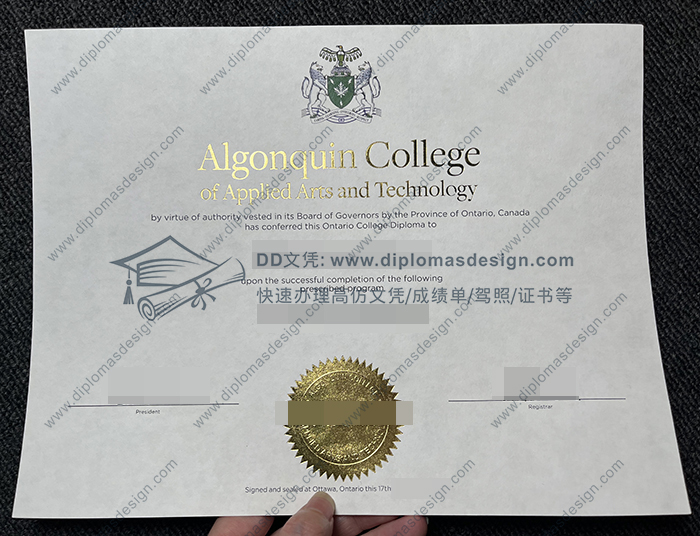 Algonquin College
of Applied Arts and Technology
by virtue of authority vested in its Board of Governors by the Province of Ontario, Canada
has conferred this Ontario College Diploma to
DD文凭: www.diplomasdesign.com
upon the successful completion of the following
prescribed program
快速办理高仿文凭/成绩单/驾照/证书等
President
Registrar
Signed and sealed at Ottawa, Ontario this 17th
www.diplomasdesign.com